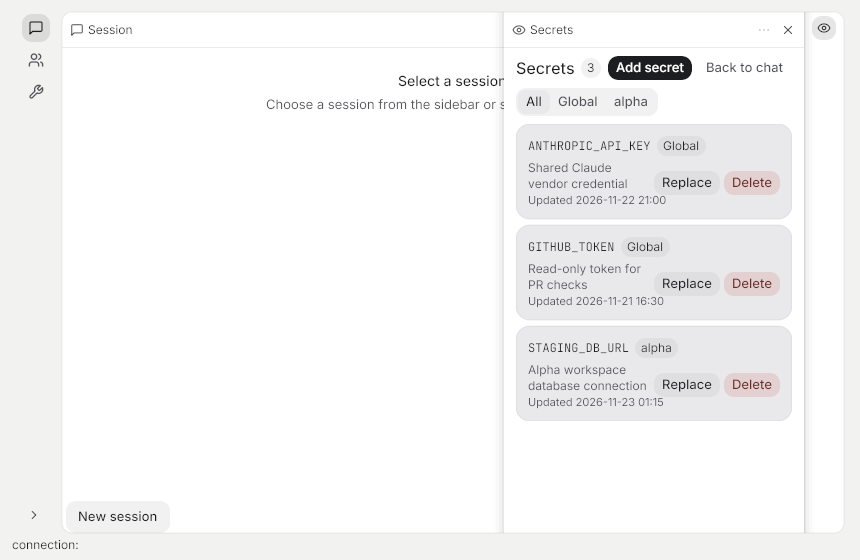 Session
Select a session
Choose a session from the sidebar or s
New session
connection:
Secrets
Secrets 3 Add secret Back to chat
All Global alpha
ANTHROPIC_API_KEY Global
Shared Claude
vendor credential
Replace Delete
Updated 2026-11-22 21:00
GITHUB_TOKEN Global
Read-only token for
PR checks
Replace Delete
Updated 2026-11-21 16:30
STAGING_DB_URL alpha
Alpha workspace
database connection
Replace Delete
Updated 2026-11-23 01:15